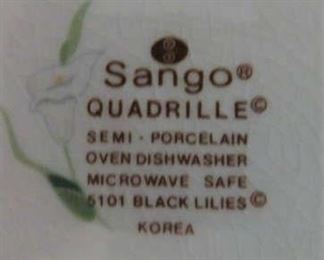 Sango®
QUADRILLE©
SEMI - PORCELAIN
OVEN DISHWASHER
MICROWAVE SAFE
5101 BLACK LILIES©
KOREA